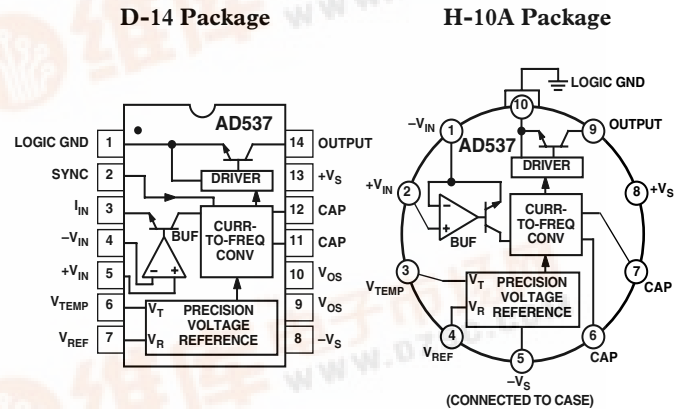 D-14 Package
H-10A Package
AD537
LOGIC GND 1
SYNC 2
I_IN 3
−V_IN 4
+V_IN 5
V_TEMP 6
V_REF 7
14 OUTPUT
13 +V_S
12 CAP
11 CAP
10 V_OS
9 V_OS
8 −V_S
DRIVER
BUF
CURR-
TO-FREQ
CONV
− +
V_T
V_R
PRECISION
VOLTAGE
REFERENCE
LOGIC GND
10
−V_IN
1
AD537
9
OUTPUT
DRIVER
+V_IN
2
8
+V_S
−
+
BUF
CURR-
TO-FREQ
CONV
3
V_TEMP
7
CAP
V_T
V_R
PRECISION
VOLTAGE
REFERENCE
4
V_REF
6
CAP
5
−V_S
(CONNECTED TO CASE)